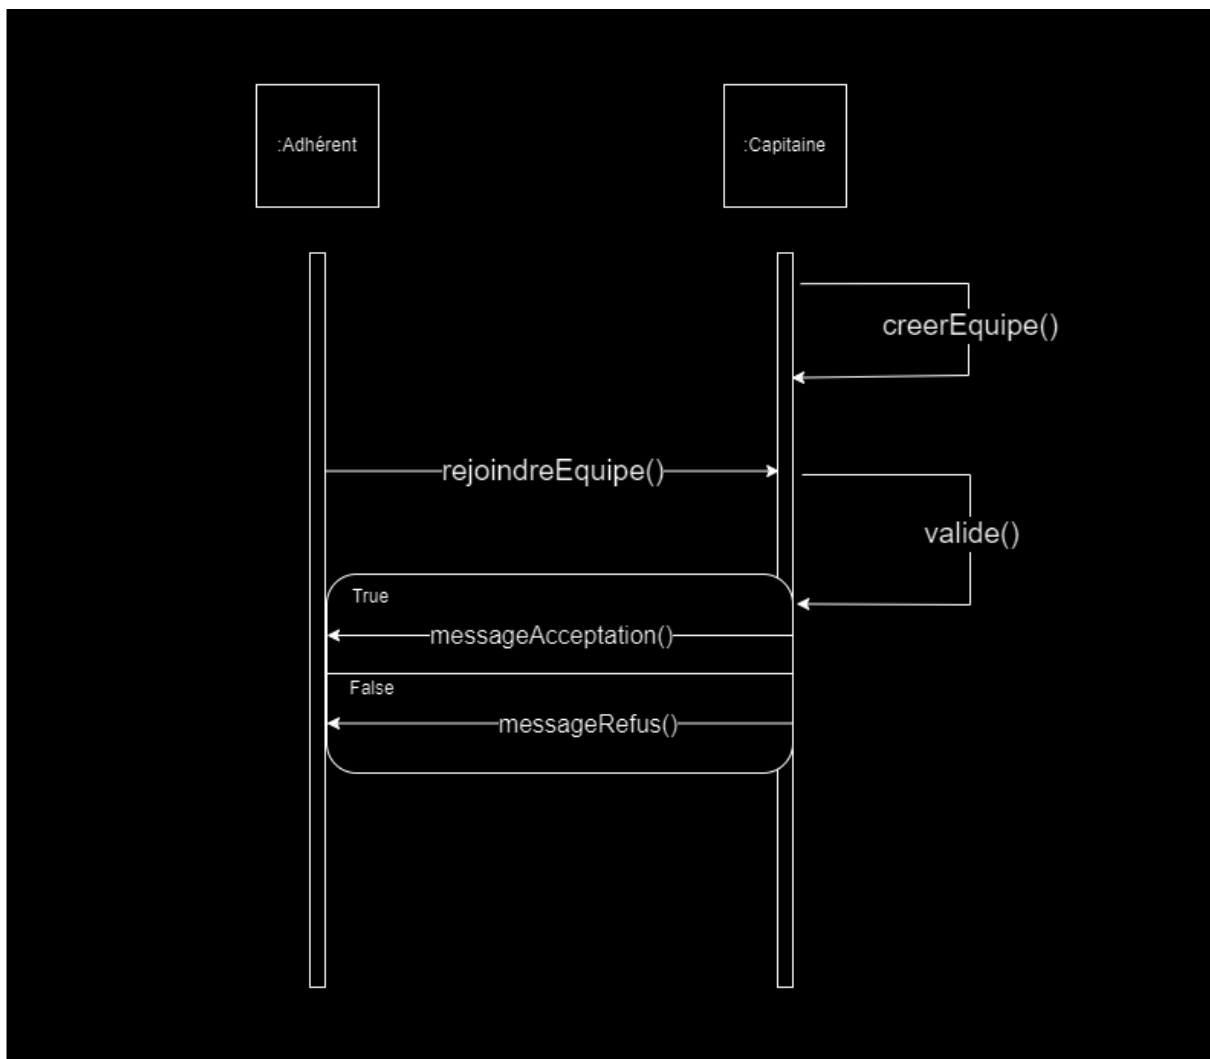 :Adhérent
:Capitaine
creerEquipe()
rejoindreEquipe()
valide()
True
messageAcceptation()
False
messageRefus()